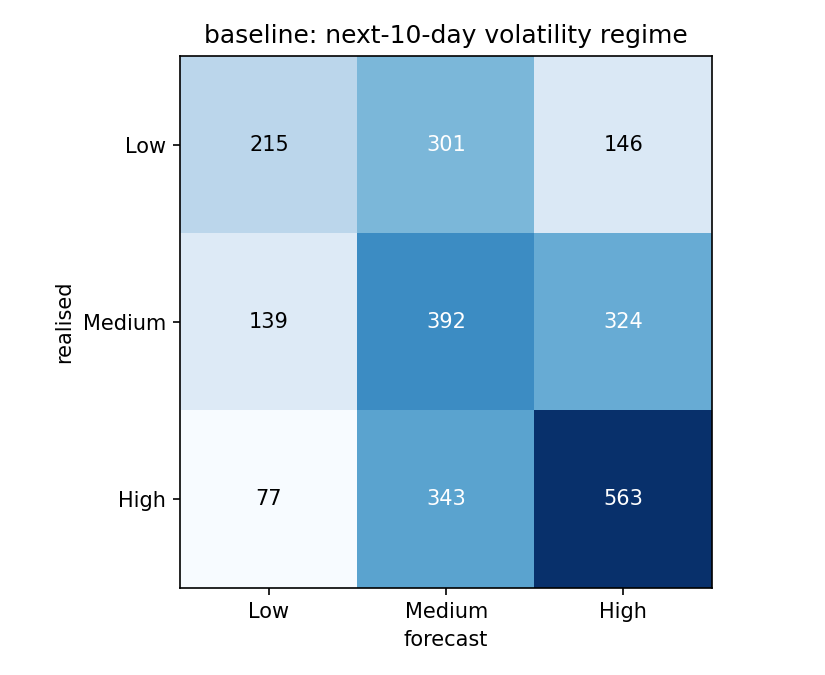 baseline: next-10-day volatility regime
Low 215 301 146
Medium 139 392 324
High 77 343 563
realised
Low Medium High
forecast